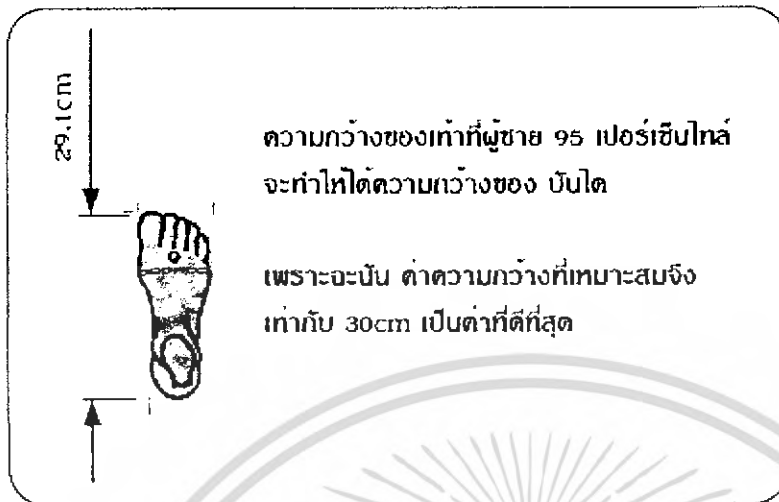 29.1cm
ความกว้างของเท้าที่ผู้ชาย 95 เปอร์เซ็นไทล์
จะทำให้ได้ความกว้างของ บันได
เพราะฉะนั้น ค่าความกว้างที่เหมาะสมจึง
เท่ากับ 30cm เป็นค่าที่ดีที่สุด